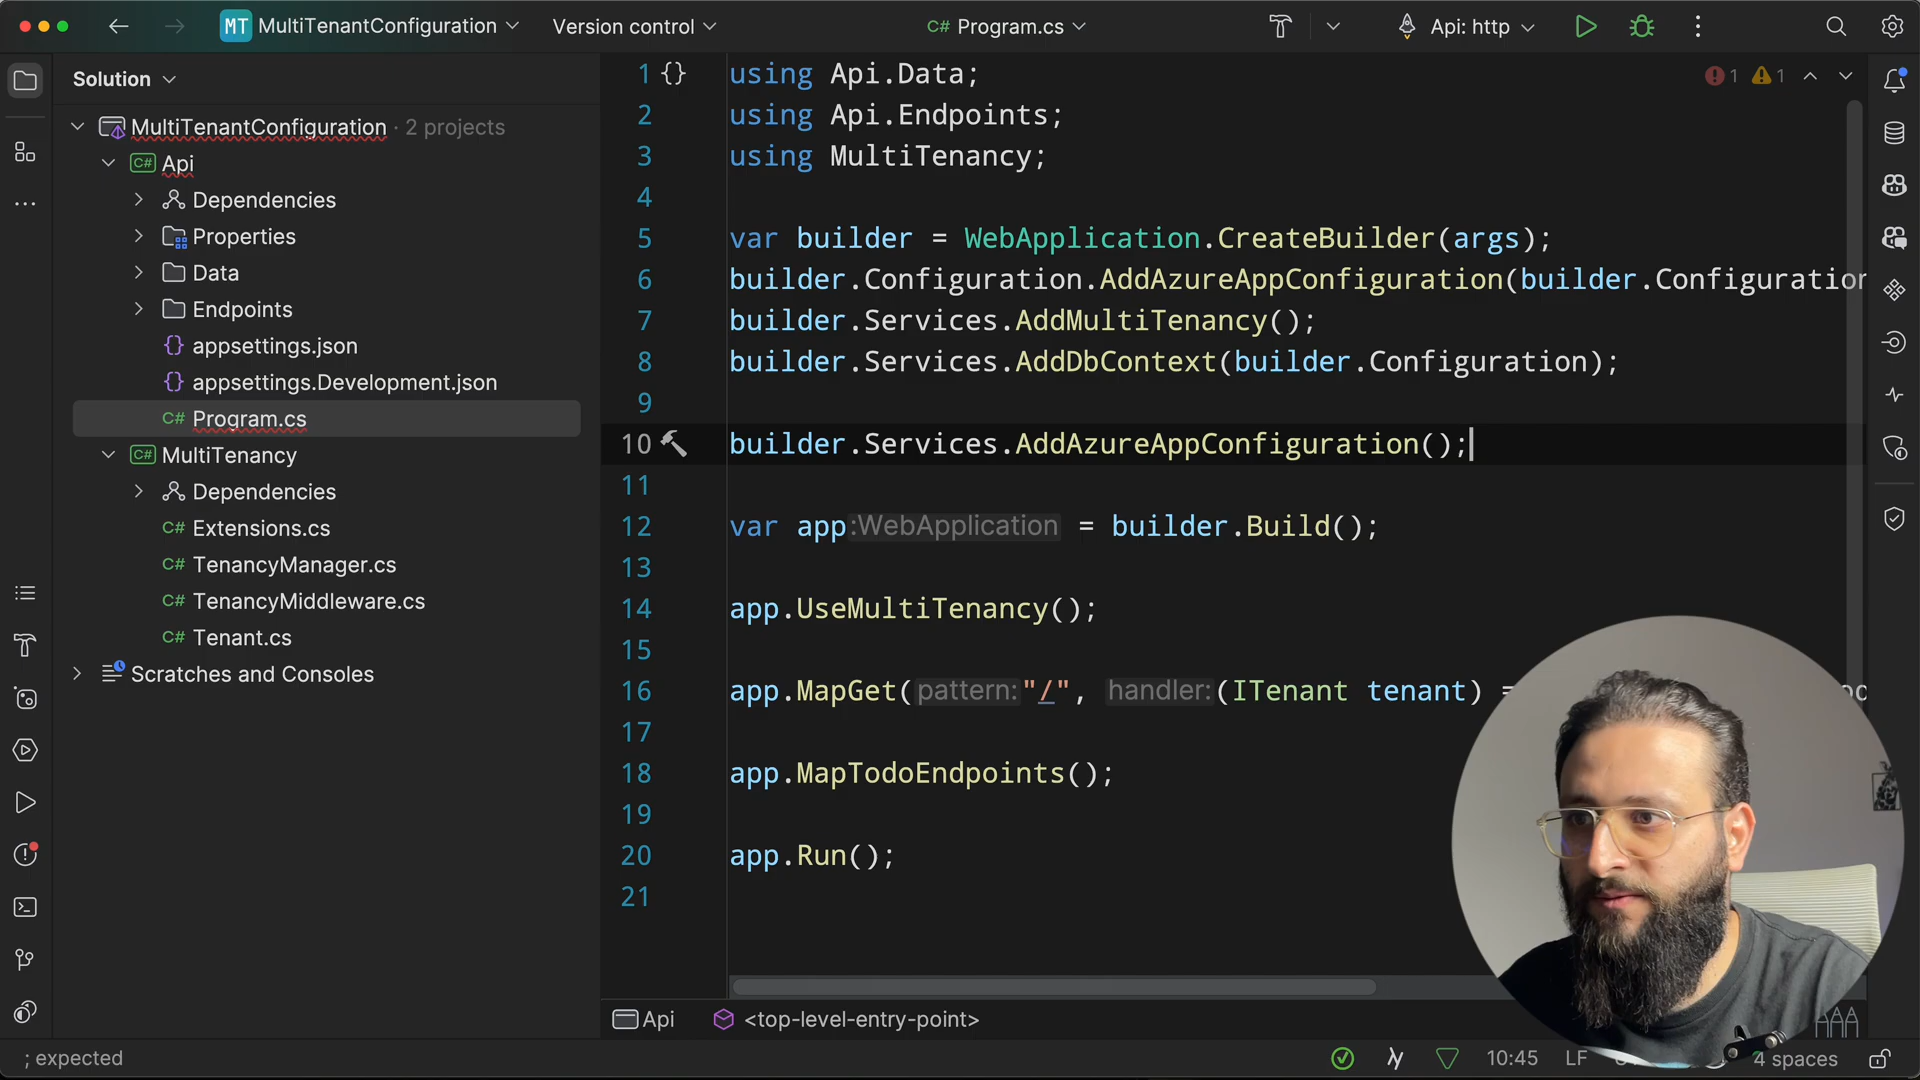 MT MultiTenantConfiguration Version control C# Program.cs Api: http
Solution
MultiTenantConfiguration · 2 projects
C# Api
Dependencies
Properties
Data
Endpoints
{} appsettings.json
{} appsettings.Development.json
C# Program.cs
C# MultiTenancy
Dependencies
C# Extensions.cs
C# TenancyManager.cs
C# TenancyMiddleware.cs
C# Tenant.cs
Scratches and Consoles
1 {} using Api.Data; 1 1
2 using Api.Endpoints;
3 using MultiTenancy;
4
5 var builder = WebApplication.CreateBuilder(args);
6 builder.Configuration.AddAzureAppConfiguration(builder.Configuration
7 builder.Services.AddMultiTenancy();
8 builder.Services.AddDbContext(builder.Configuration);
9
10 builder.Services.AddAzureAppConfiguration();
11
12 var app:WebApplication = builder.Build();
13
14 app.UseMultiTenancy();
15
16 app.MapGet(pattern:"/", handler:(ITenant tenant) =
17
18 app.MapTodoEndpoints();
19
20 app.Run();
21
Api <top-level-entry-point>
; expected 10:45 LF 4 spaces